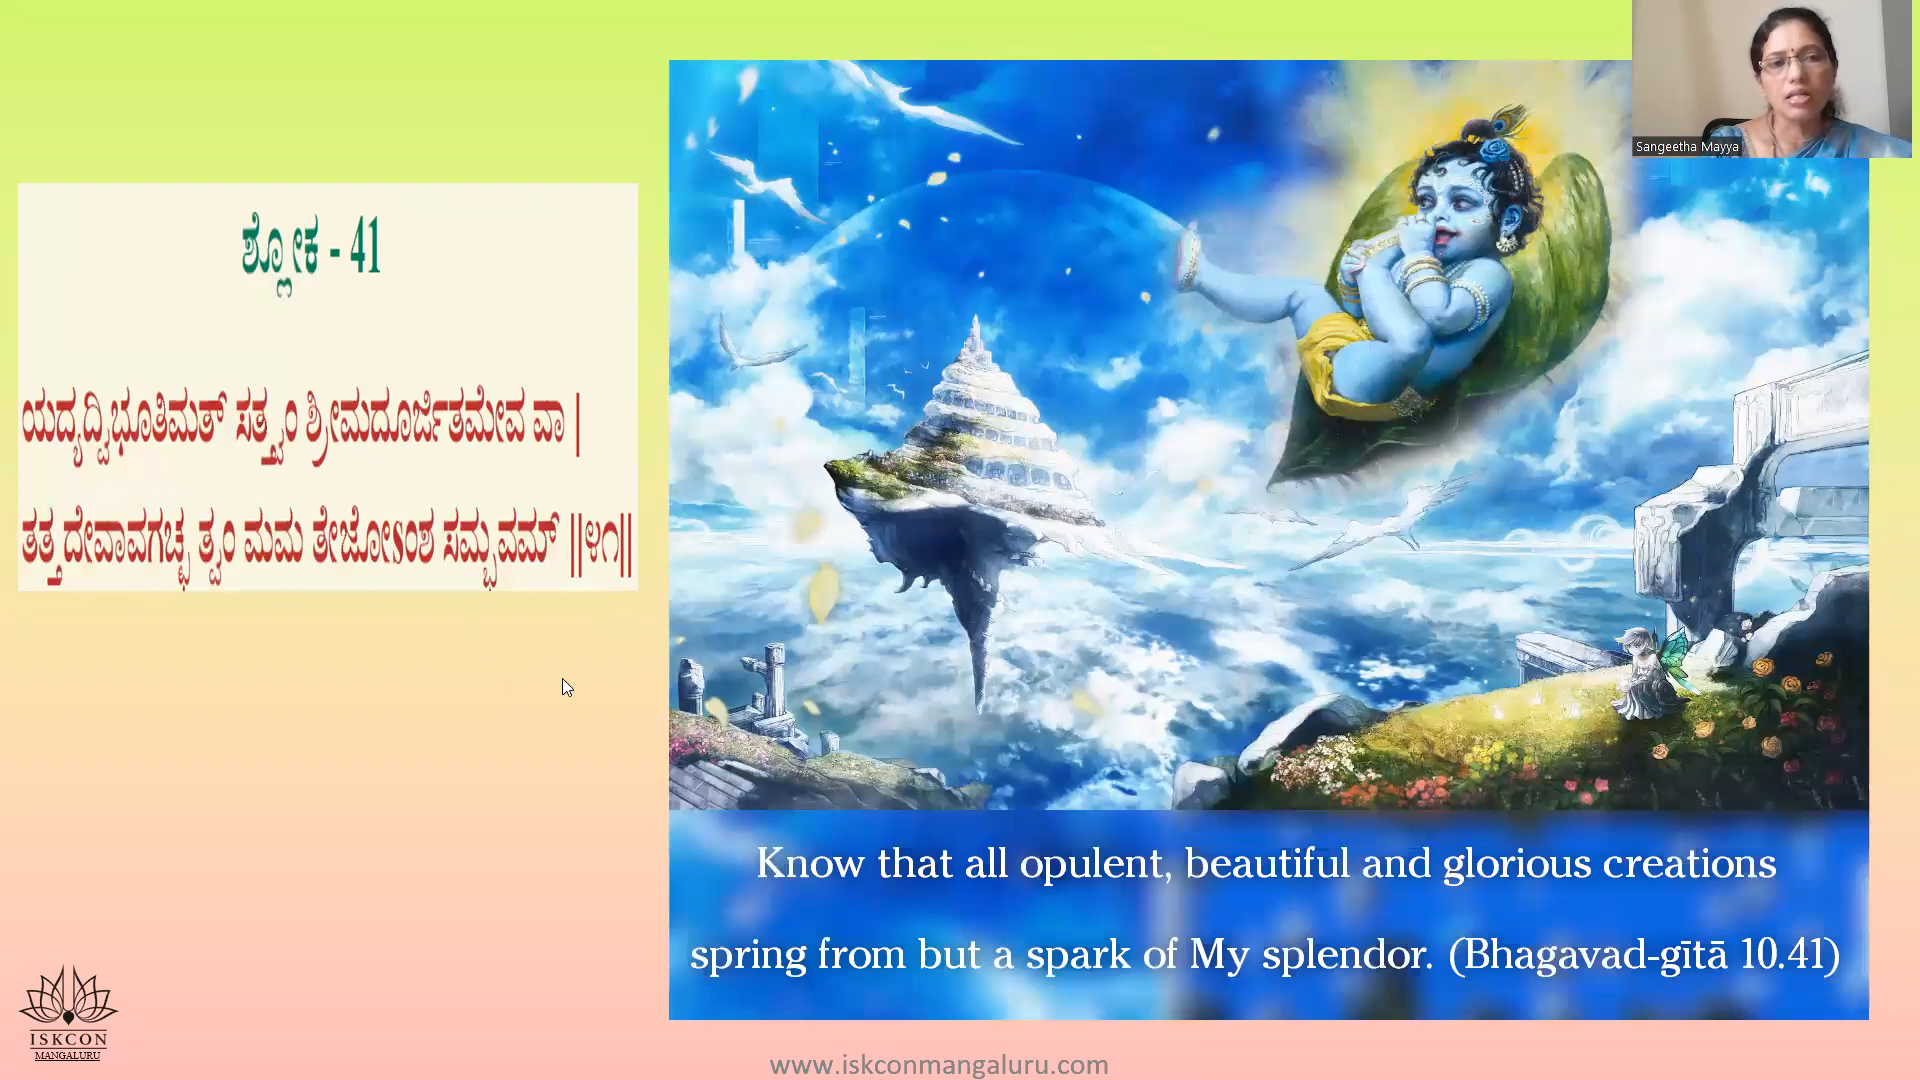 ಶ್ಲೋಕ - 41
ಯದ್ಯದ್ವಿಭೂತಿಮತ್ ಸತ್ತ್ವಂ ಶ್ರೀಮದೂರ್ಜಿತಮೇವ ವಾ |
ತತ್ತದೇವಾವಗಚ್ಛ ತ್ವಂ ಮಮ ತೇಜೋSಂಶ ಸಮ್ಭವಮ್ ||೪೧||
Sangeetha Mayya
Know that all opulent, beautiful and glorious creations
spring from but a spark of My splendor. (Bhagavad-gītā 10.41)
ISKCON
MANGALURU
www.iskconmangaluru.com